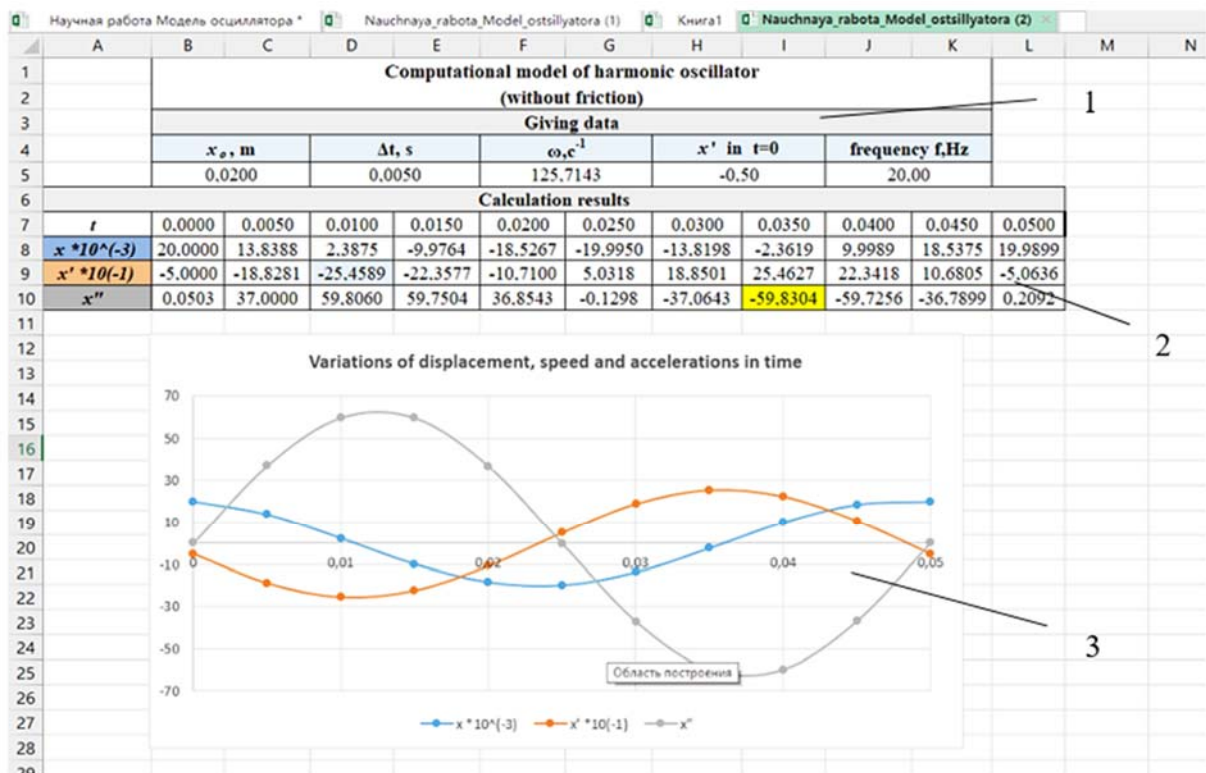 Научная работа Модель осциллятора * Nauchnaya_rabota_Model_ostsillyatora (1) Книга1 Nauchnaya_rabota_Model_ostsillyatora (2) ×
A B C D E F G H I J K L M N
1 Computational model of harmonic oscillator
2 (without friction)
3 Giving data
4 xₒ, m Δt, s ω,c⁻¹ x' in t=0 frequency f,Hz
5 0,0200 0,0050 125,7143 -0,50 20,00
6 Calculation results
7 t 0,0000 0,0050 0,0100 0,0150 0,0200 0,0250 0,0300 0,0350 0,0400 0,0450 0,0500
8 x *10^(-3) 20,0000 13,8388 2,3875 -9,9764 -18,5267 -19,9950 -13,8198 -2,3619 9,9989 18,5375 19,9899
9 x' *10(-1) -5,0000 -18,8281 -25,4589 -22,3577 -10,7100 5,0318 18,8501 25,4627 22,3418 10,6805 -5,0636
10 x" 0,0503 37,0000 59,8060 59,7504 36,8543 -0,1298 -37,0643 -59,8304 -59,7256 -36,7899 0,2092
1
2
3
11
12
13
14
15
16
17
18
19
20
21
22
23
24
25
26
27
28
29
Variations of displacement, speed and accelerations in time
70
50
30
10
-10
-30
-50
-70
0 0,01 0,02 0,03 0,04 0,05
Область построения
x *10^(-3) x' *10(-1) x"